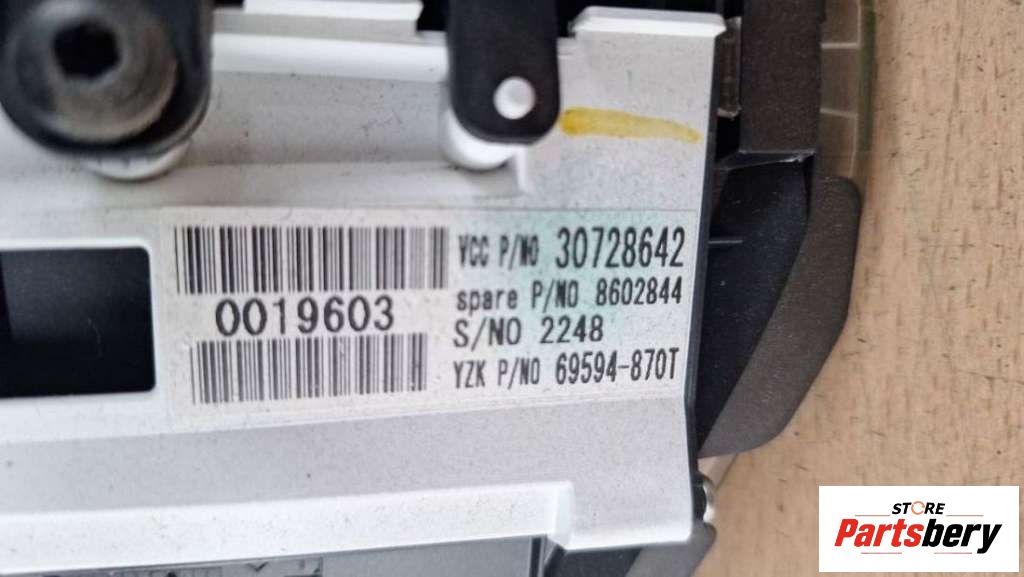 VCC P/NO 30728642
0019603
spare P/NO 8602844
S/NO 2248
YZK P/NO 69594-870T
STORE
Partsbery